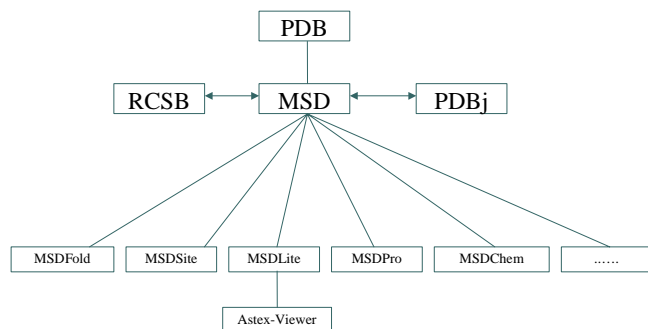 PDB
RCSB MSD PDBj
MSDFold MSDSite MSDLite MSDPro MSDChem ......
Astex-Viewer